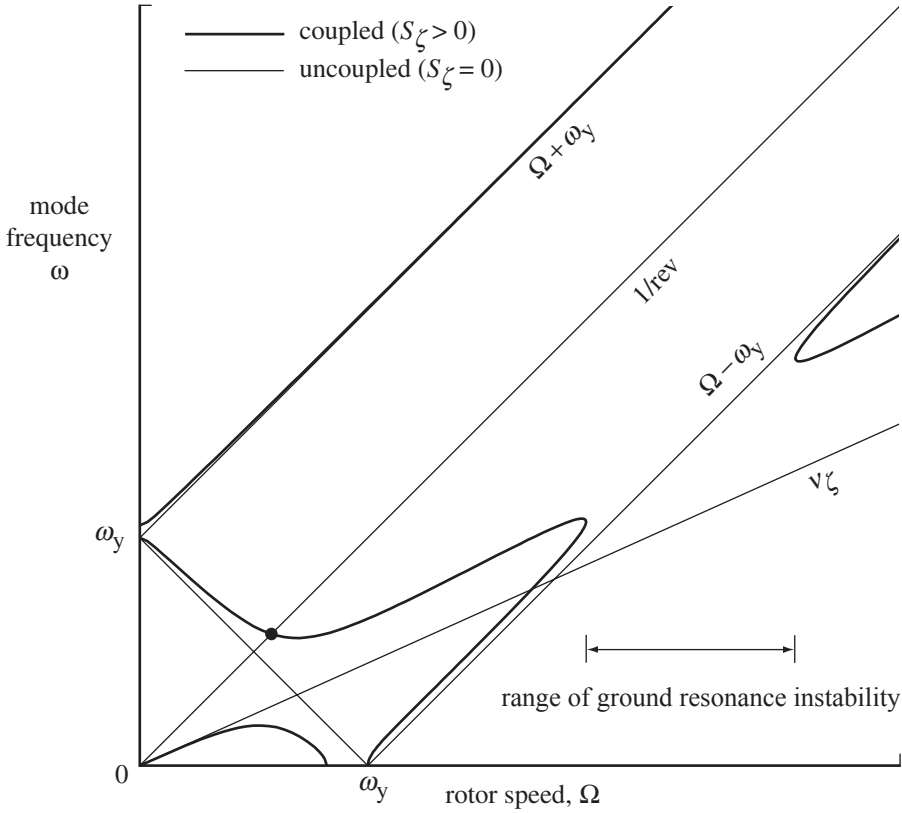 coupled (S_ζ > 0)
uncoupled (S_ζ = 0)
Ω + ω_y
mode
frequency
ω
1/rev
Ω − ω_y
ν_ζ
ω_y
range of ground resonance instability
0
ω_y
rotor speed, Ω